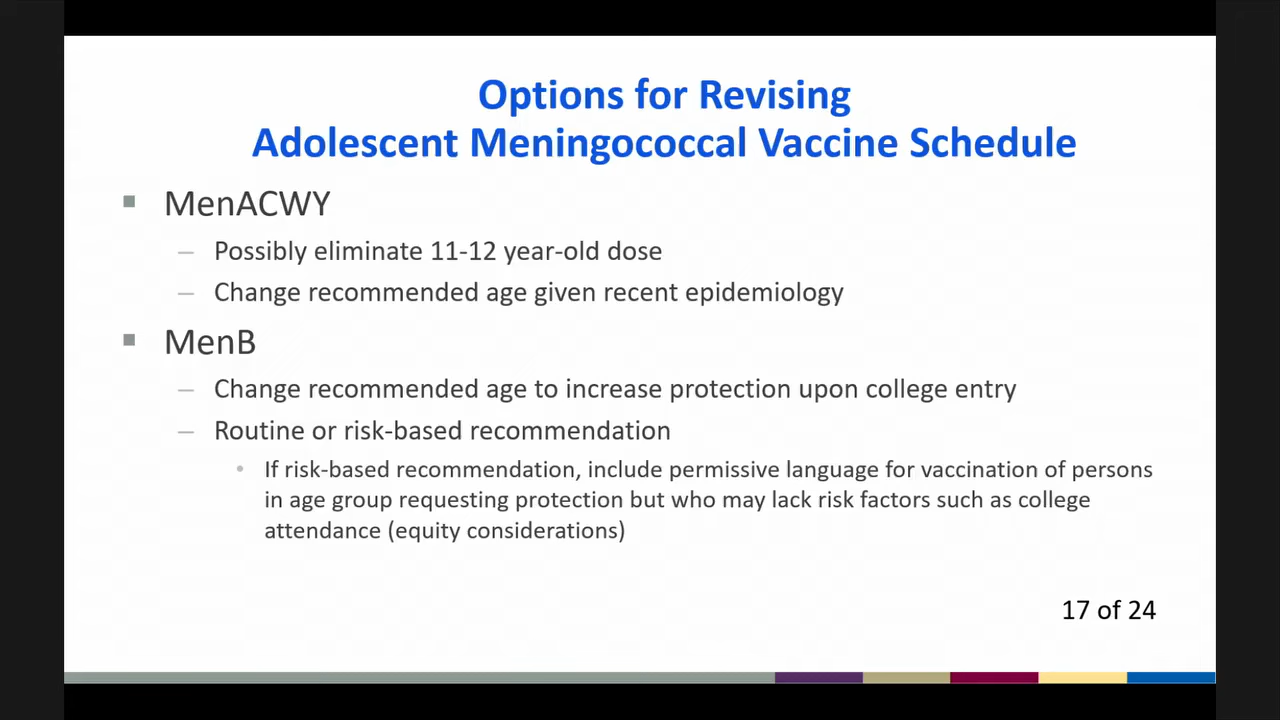 Options for Revising
Adolescent Meningococcal Vaccine Schedule
▪ MenACWY
– Possibly eliminate 11-12 year-old dose
– Change recommended age given recent epidemiology
▪ MenB
– Change recommended age to increase protection upon college entry
– Routine or risk-based recommendation
• If risk-based recommendation, include permissive language for vaccination of persons
in age group requesting protection but who may lack risk factors such as college
attendance (equity considerations)
17 of 24